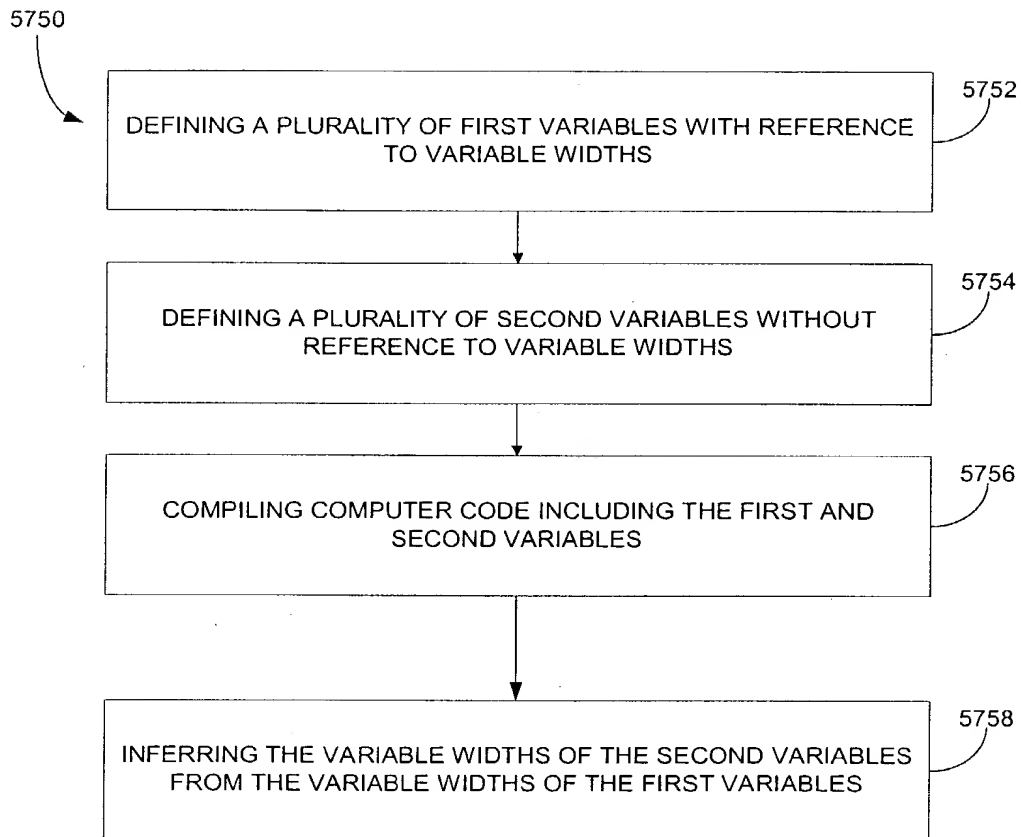 5750
5752
DEFINING A PLURALITY OF FIRST VARIABLES WITH REFERENCE
TO VARIABLE WIDTHS
5754
DEFINING A PLURALITY OF SECOND VARIABLES WITHOUT
REFERENCE TO VARIABLE WIDTHS
5756
COMPILING COMPUTER CODE INCLUDING THE FIRST AND
SECOND VARIABLES
5758
INFERRING THE VARIABLE WIDTHS OF THE SECOND VARIABLES
FROM THE VARIABLE WIDTHS OF THE FIRST VARIABLES